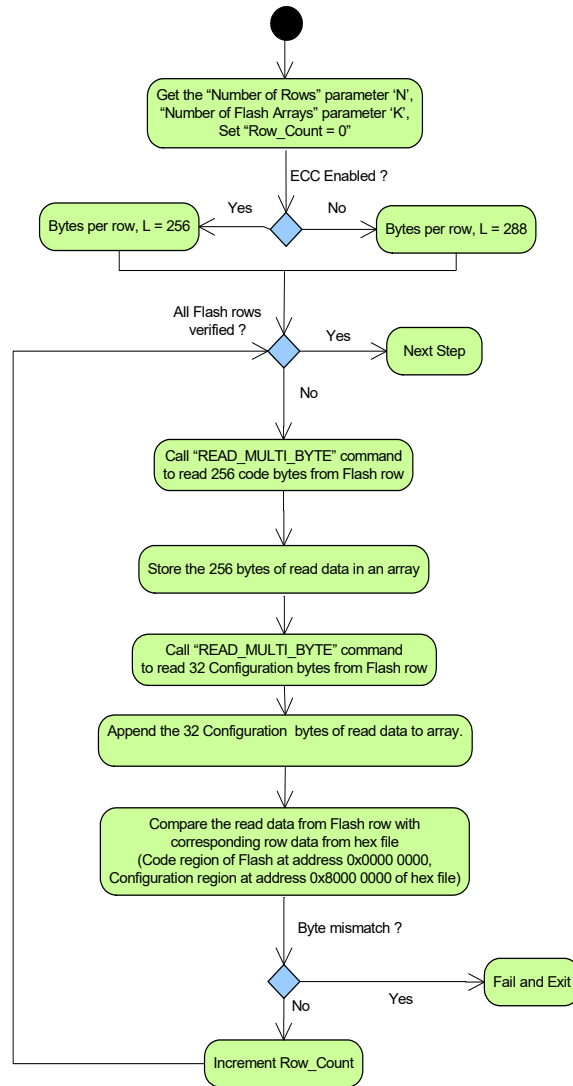 Get the “Number of Rows” parameter ‘N’,
“Number of Flash Arrays” parameter ‘K’,
Set “Row_Count = 0”
ECC Enabled ?
Yes
No
Bytes per row, L = 256
Bytes per row, L = 288
All Flash rows
verified ?
Yes
Next Step
No
Call “READ_MULTI_BYTE” command
to read 256 code bytes from Flash row
Store the 256 bytes of read data in an array
Call “READ_MULTI_BYTE” command
to read 32 Configuration bytes from Flash row
Append the 32 Configuration  bytes of read data to array.
Compare the read data from Flash row with
corresponding row data from hex file
(Code region of Flash at address 0x0000 0000,
Configuration region at address 0x8000 0000 of hex file)
Byte mismatch ?
Fail and Exit
No
Yes
Increment Row_Count